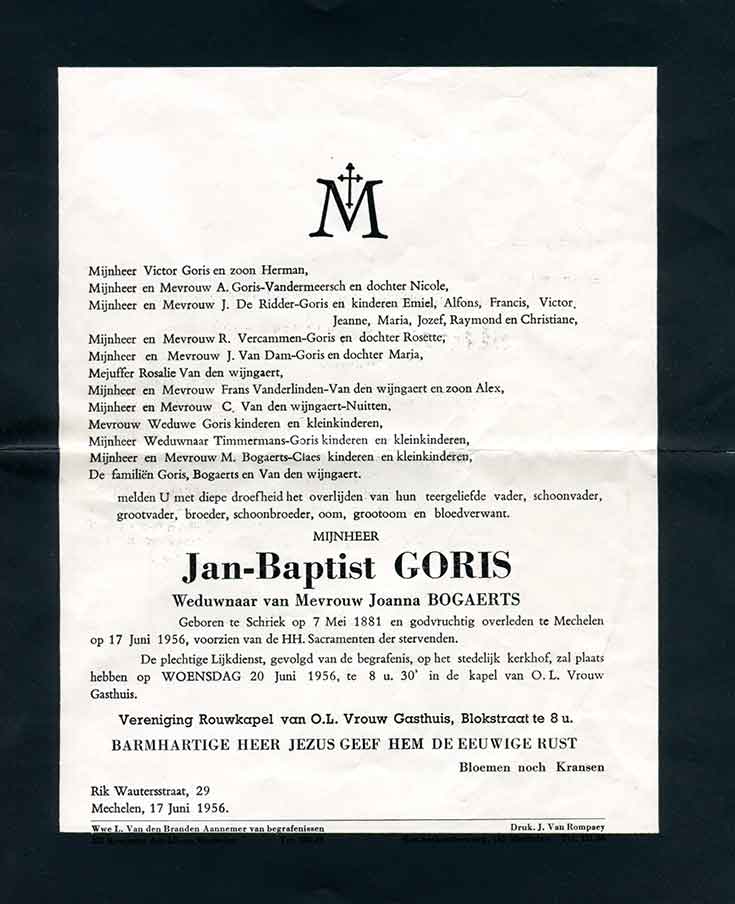 M
Mijnheer Victor Goris en zoon Herman,
Mijnheer en Mevrouw A. Goris-Vandermeersch en dochter Nicole,
Mijnheer en Mevrouw J. De Ridder-Goris en kinderen Emiel, Alfons, Francis, Victor,
Jeanne, Maria, Jozef, Raymond en Christiane,
Mijnheer en Mevrouw R. Vercammen-Goris en dochter Rosette,
Mijnheer en Mevrouw J. Van Dam-Goris en dochter Maria,
Mejuffer Rosalie Van den wijngaert,
Mijnheer en Mevrouw Frans Vanderlinden-Van den wijngaert en zoon Alex,
Mijnheer en Mevrouw C. Van den wijngaert-Nuitten,
Mevrouw Weduwe Goris kinderen en kleinkinderen,
Mijnheer Weduwnaar Timmermans-Goris kinderen en kleinkinderen,
Mijnheer en Mevrouw M. Bogaerts-Claes kinderen en kleinkinderen,
De familiën Goris, Bogaerts en Van den wijngaert.
melden U met diepe droefheid het overlijden van hun teergeliefde vader, schoonvader,
grootvader, broeder, schoonbroeder, oom, grootoom en bloedverwant.
MIJNHEER
Jan-Baptist GORIS
Weduwnaar van Mevrouw Joanna BOGAERTS
Geboren te Schriek op 7 Mei 1881 en godvruchtig overleden te Mechelen
op 17 Juni 1956, voorzien van de HH. Sacramenten der stervenden.
De plechtige Lijkdienst, gevolgd van de begrafenis, op het stedelijk kerkhof, zal plaats
hebben op WOENSDAG 20 Juni 1956, te 8 u. 30' in de kapel van O. L. Vrouw
Gasthuis.
Vereniging Rouwkapel van O.L. Vrouw Gasthuis, Blokstraat te 8 u.
BARMHARTIGE HEER JEZUS GEEF HEM DE EEUWIGE RUST
Bloemen noch Kransen
Rik Wautersstraat, 29
Mechelen, 17 Juni 1956.
Wwe L. Van den Branden Aannemer van begrafenissen Druk. J. Van Rompaey